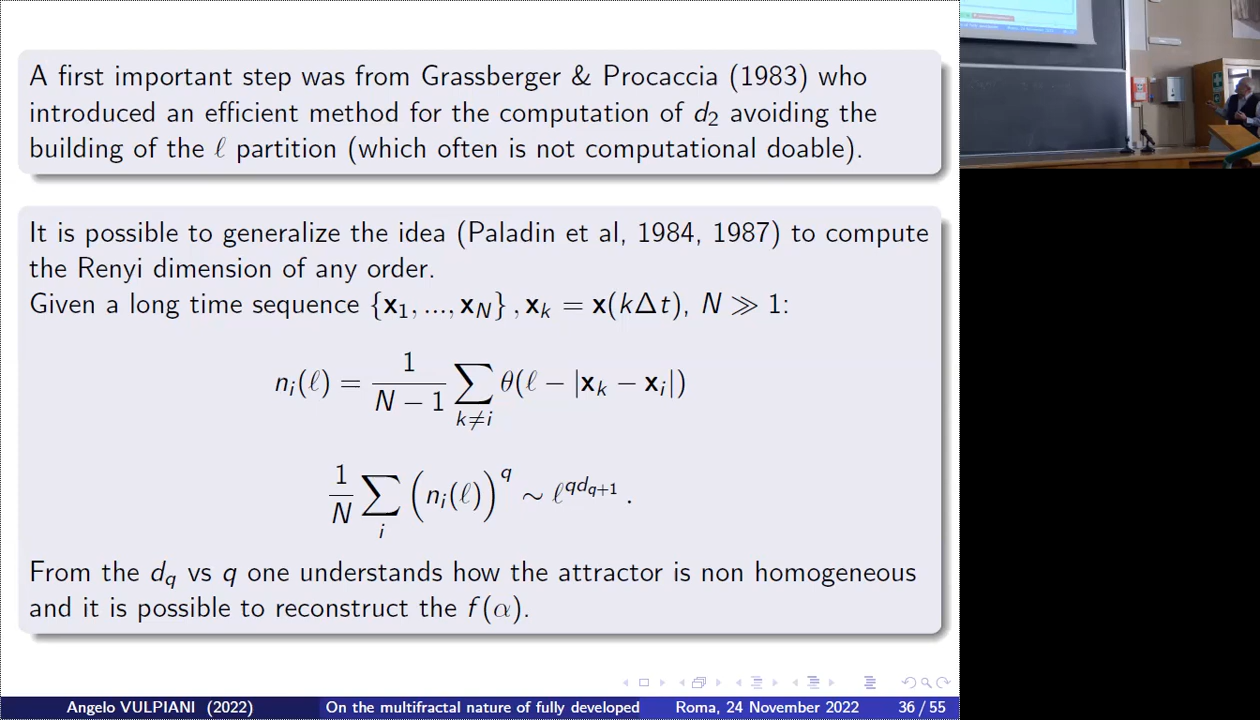 A first important step was from Grassberger & Procaccia (1983) who
introduced an efficient method for the computation of d₂ avoiding the
building of the ℓ partition (which often is not computational doable).
It is possible to generalize the idea (Paladin et al, 1984, 1987) to compute
the Renyi dimension of any order.
Given a long time sequence {x₁, ..., x_N} , x_k = x(kΔt), N ≫ 1:
n_i(ℓ) = \frac{1}{N − 1} \sum_{k≠i} θ(ℓ − |x_k − x_i|)
\frac{1}{N} \sum_i (n_i(ℓ))^q ∼ ℓ^{qd_{q+1}} .
From the d_q vs q one understands how the attractor is non homogeneous
and it is possible to reconstruct the f(α).
Angelo VULPIANI (2022) On the multifractal nature of fully developed Roma, 24 November 2022 36 / 55